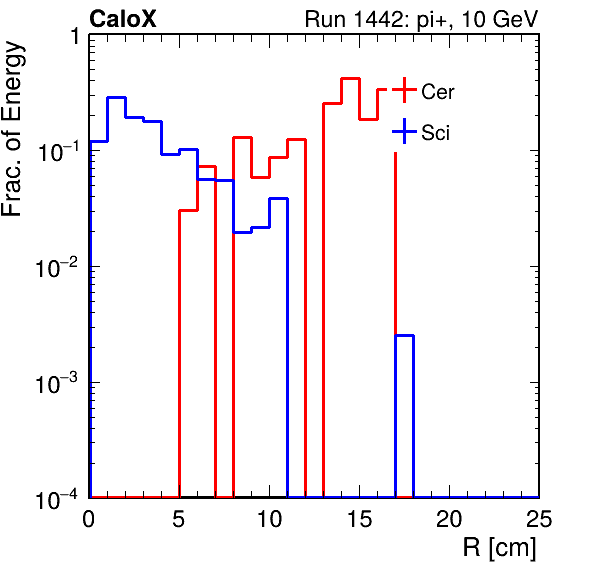 CaloX Run 1442: pi+, 10 GeV
Frac. of Energy
1
10⁻¹
10⁻²
10⁻³
10⁻⁴
Cer
Sci
0 5 10 15 20 25
R [cm]